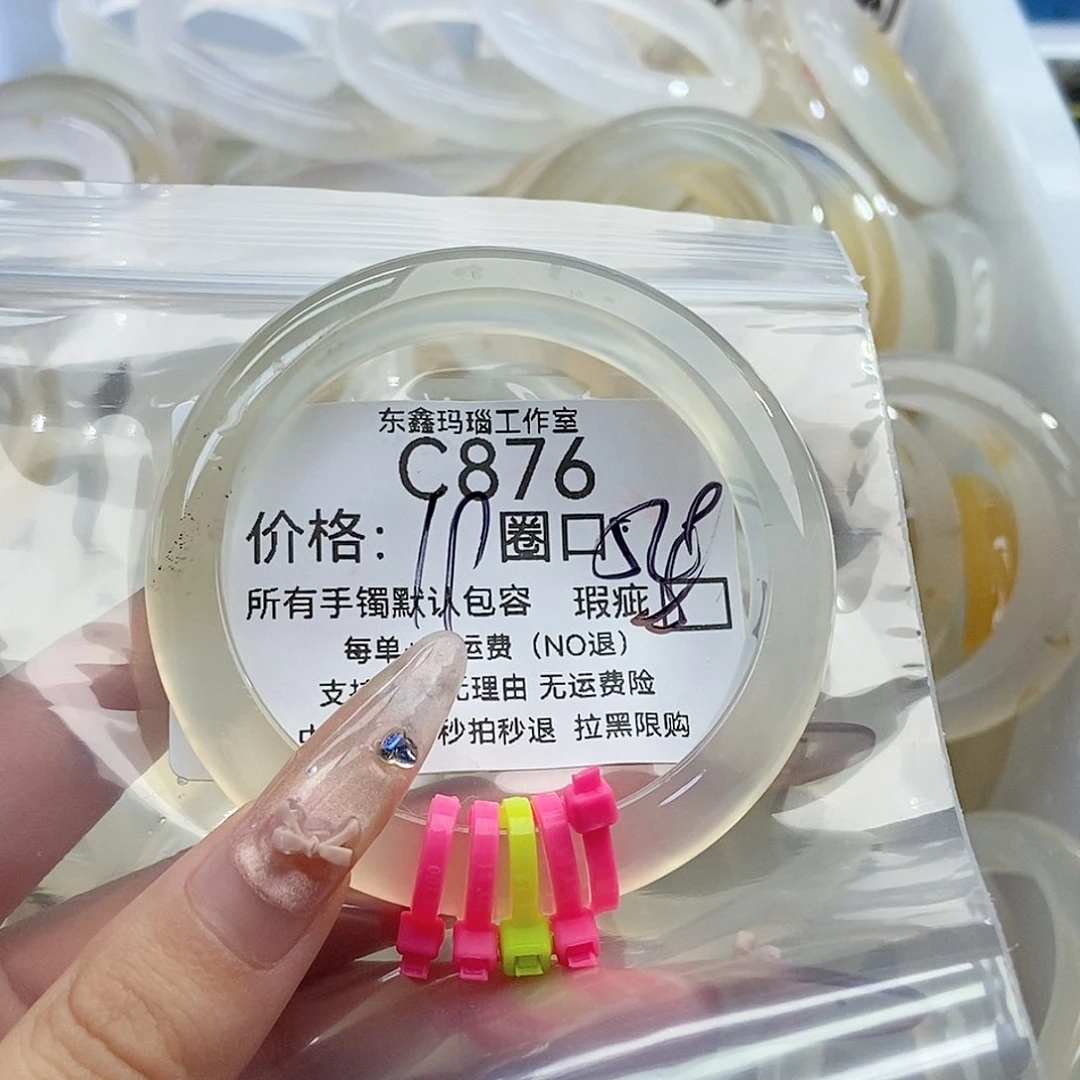 东鑫玛瑙工作室
C876
价格: 10 圈口 58
所有手镯默认包容 瑕疵
每单 运费（NO退）
支 无理由 无运费险
秒拍秒退 拉黑限购